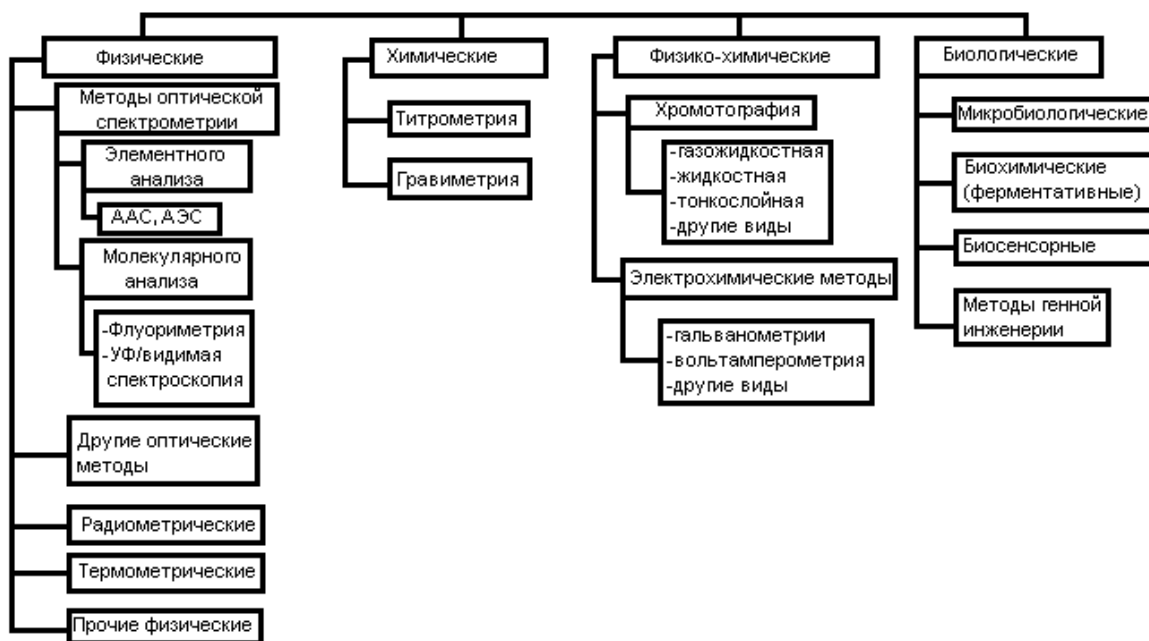 Физические
Методы оптической
спектрометрии
Элементного
анализа
ААС, АЭС
Молекулярного
анализа
-Флуориметрия
-УФ/видимая
спектроскопия
Другие оптические
методы
Радиометрические
Термометрические
Прочие физические
Химические
Титрометрия
Гравиметрия
Физико-химические
Хромотография
-газожидкостная
-жидкостная
-тонкослойная
-другие виды
Электрохимические методы
-гальванометрии
-вольтамперометрия
-другие виды
Биологические
Микробиологические
Биохимические
(ферментативные)
Биосенсорные
Методы генной
инженерии